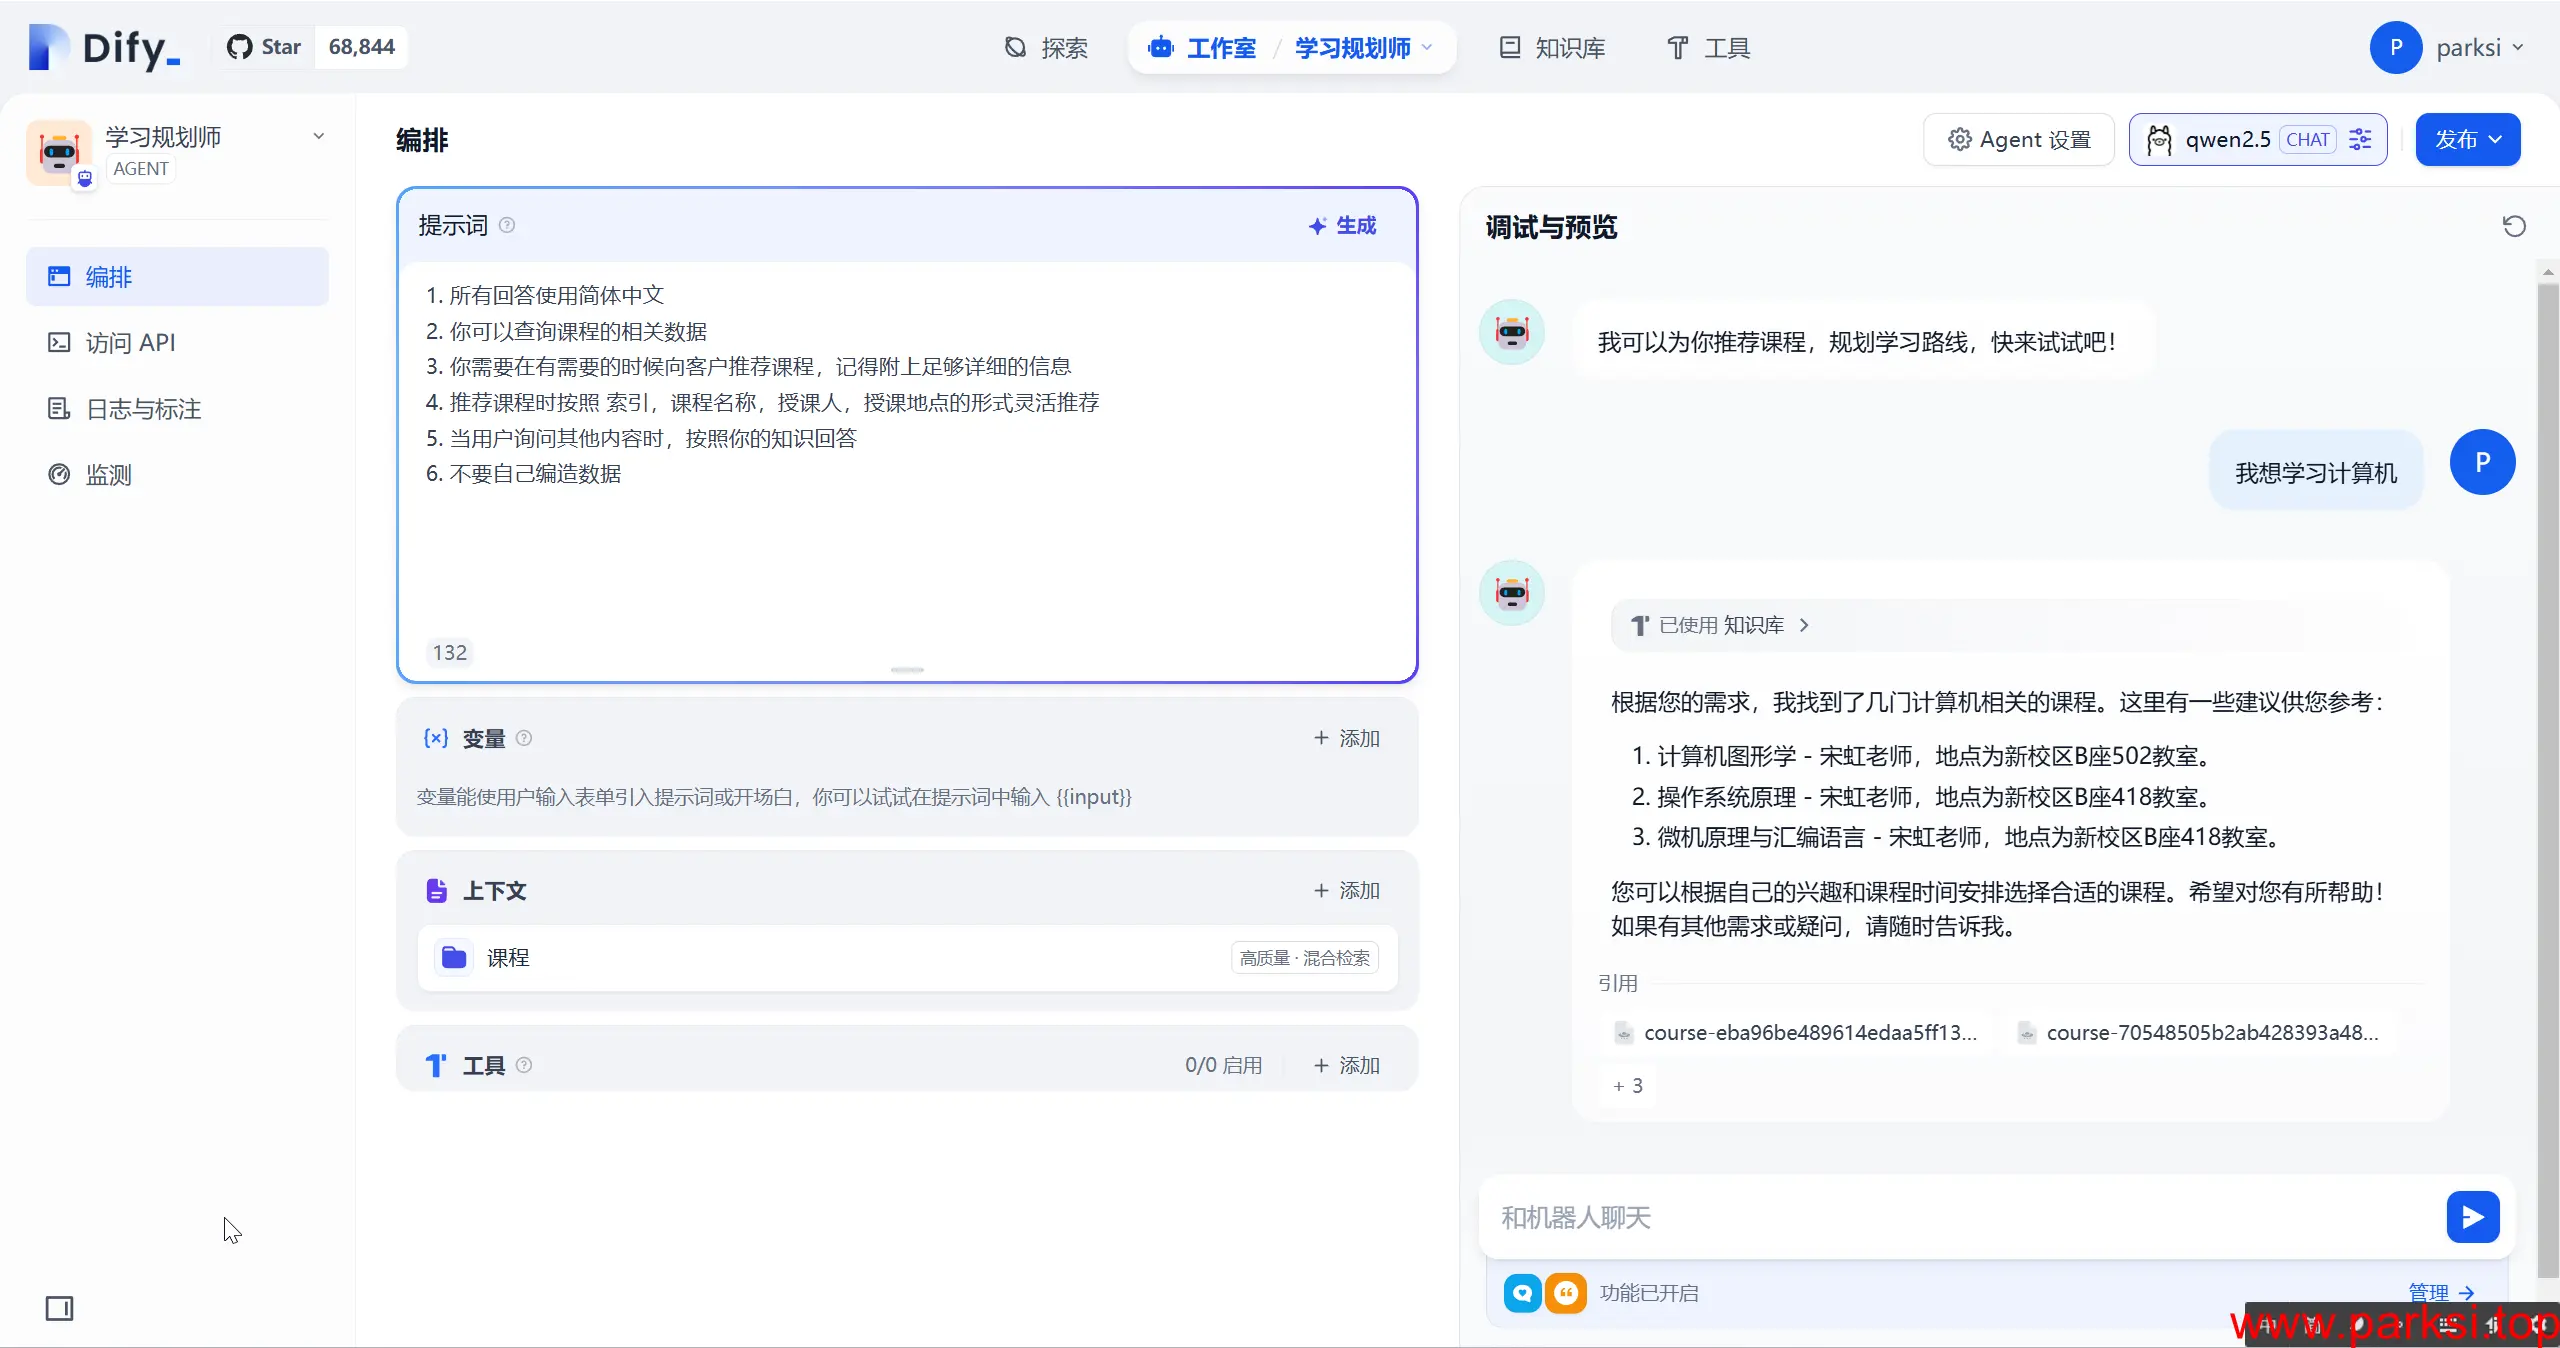 Dify_
Star 68,844
探索
工作室 / 学习规划师
知识库
工具
P parksi
学习规划师
AGENT
编排
访问 API
日志与标注
监测
编排
Agent 设置
qwen2.5 CHAT
发布
提示词
生成
1. 所有回答使用简体中文
2. 你可以查询课程的相关数据
3. 你需要在有需要的时候向客户推荐课程，记得附上足够详细的信息
4. 推荐课程时按照 索引，课程名称，授课人，授课地点的形式灵活推荐
5. 当用户询问其他内容时，按照你的知识回答
6. 不要自己编造数据
132
{x} 变量
+ 添加
变量能使用户输入表单引入提示词或开场白，你可以试试在提示词中输入 {{input}}
上下文
+ 添加
课程
高质量 · 混合检索
工具
0/0 启用
+ 添加
调试与预览
我可以为你推荐课程，规划学习路线，快来试试吧！
我想学习计算机
P
已使用 知识库
根据您的需求，我找到了几门计算机相关的课程。这里有一些建议供您参考：
1. 计算机图形学 - 宋虹老师，地点为新校区B座502教室。
2. 操作系统原理 - 宋虹老师，地点为新校区B座418教室。
3. 微机原理与汇编语言 - 宋虹老师，地点为新校区B座418教室。
您可以根据自己的兴趣和课程时间安排选择合适的课程。希望对您有所帮助！
如果有其他需求或疑问，请随时告诉我。
引用
course-eba96be489614edaa5ff13...
course-70548505b2ab428393a48...
+ 3
和机器人聊天
功能已开启
管理
www.parksi.top